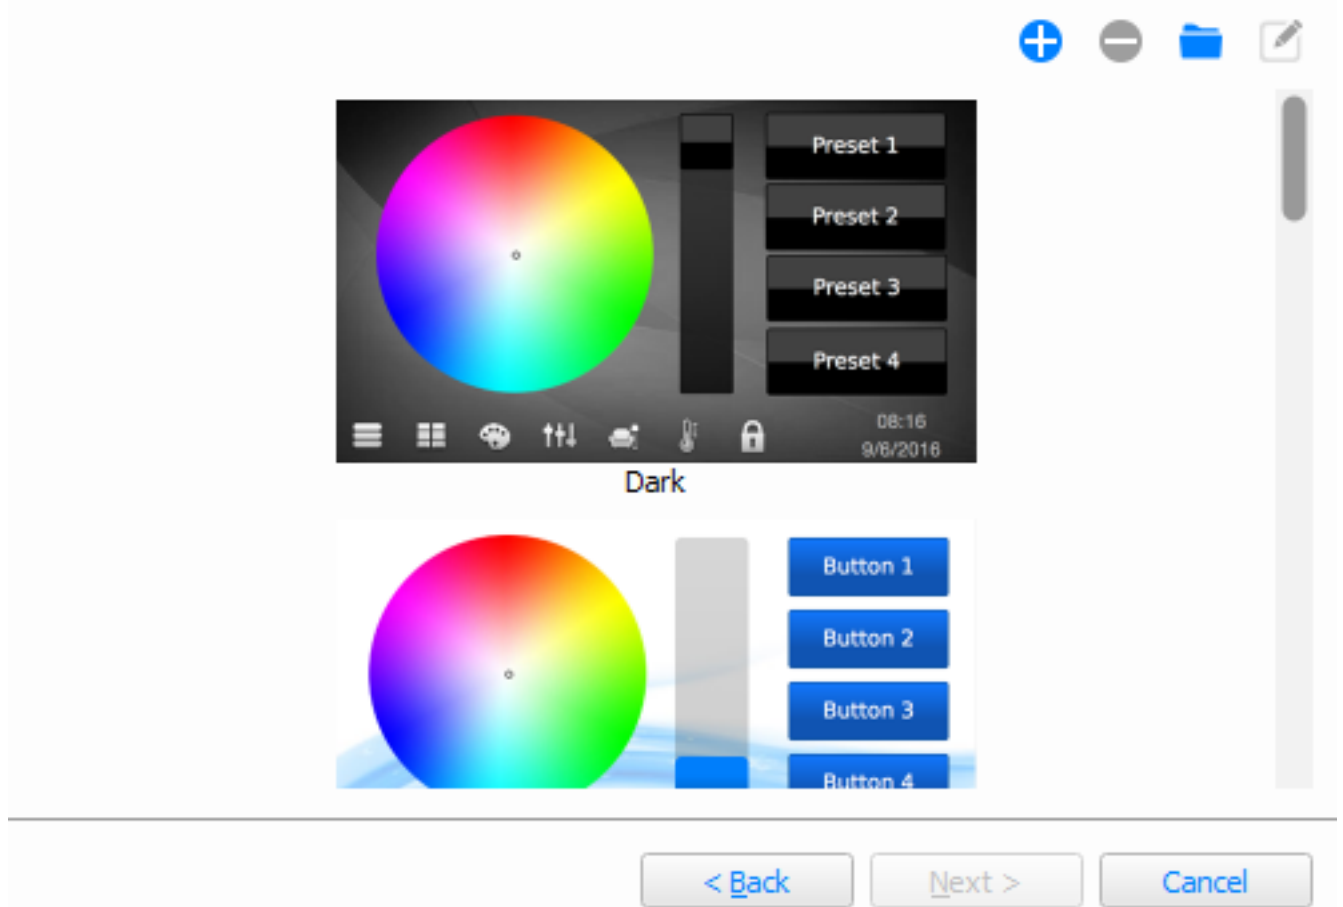 Preset 1
Preset 2
Preset 3
Preset 4
08:16
9/6/2016
Dark
Button 1
Button 2
Button 3
Button 4
< Back
Next >
Cancel